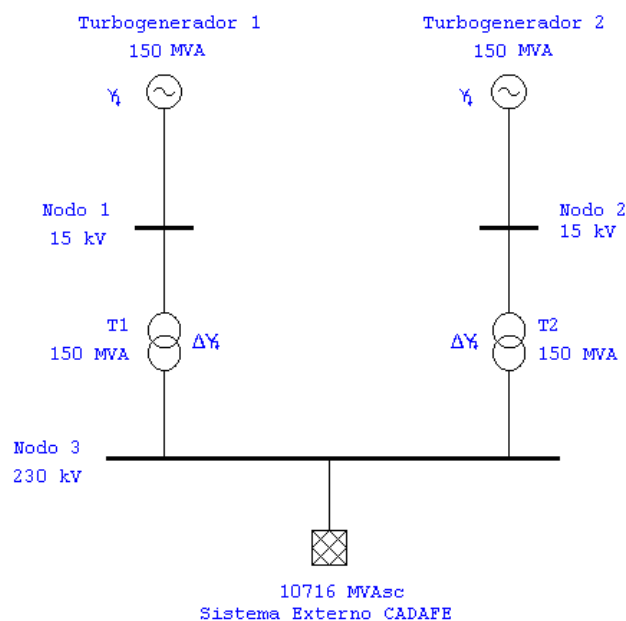 Turbogenerador 1
150 MVA
Turbogenerador 2
150 MVA
Nodo 1
15 kV
Nodo 2
15 kV
T1
150 MVA
ΔY
ΔY
T2
150 MVA
Nodo 3
230 kV
10716 MVAsc
Sistema Externo CADAFE